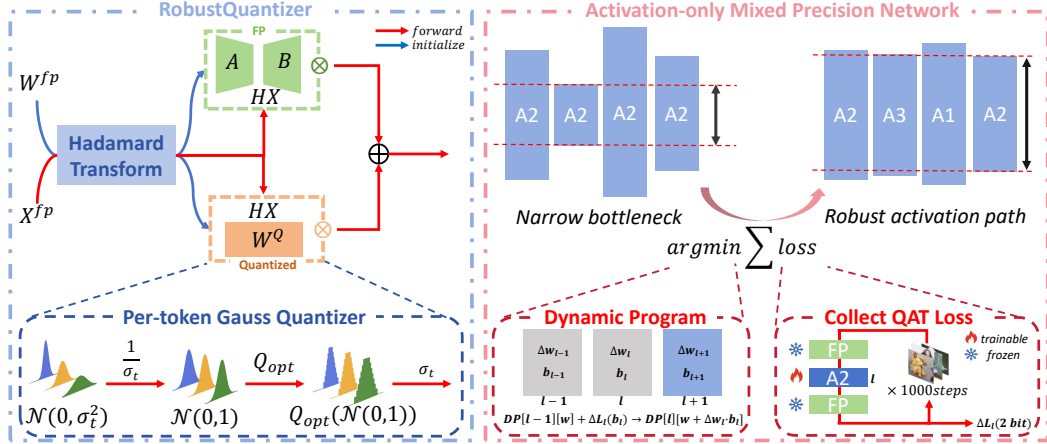 RobustQuantizer
forward
initialize
FP
A B
HX
W^{fp}
X^{fp}
Hadamard
Transform
HX
W^Q
Quantized
Per-token Gauss Quantizer
1/σ_t
Q_{opt}
σ_t
𝒩(0, σ_t^2)
𝒩(0,1)
Q_{opt}(𝒩(0,1))
Activation-only Mixed Precision Network
A2 A2 A2 A2
A2 A3 A1 A2
Narrow bottleneck
Robust activation path
argmin ∑ loss
Dynamic Program
Δw_{l-1} Δw_l Δw_{l+1}
b_{l-1} b_l b_{l+1}
l − 1 l l + 1
DP[l − 1][w] + ΔL_l(b_l) → DP[l][w + Δw_l · b_l]
Collect QAT Loss
FP
A2 l
FP
trainable
frozen
× 1000steps
ΔL_l(2 bit)